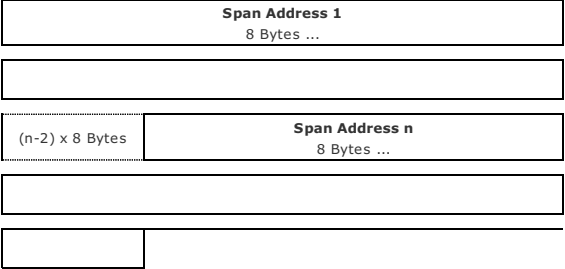 Span Address 1
8 Bytes ...
(n-2) x 8 Bytes
Span Address n
8 Bytes ...